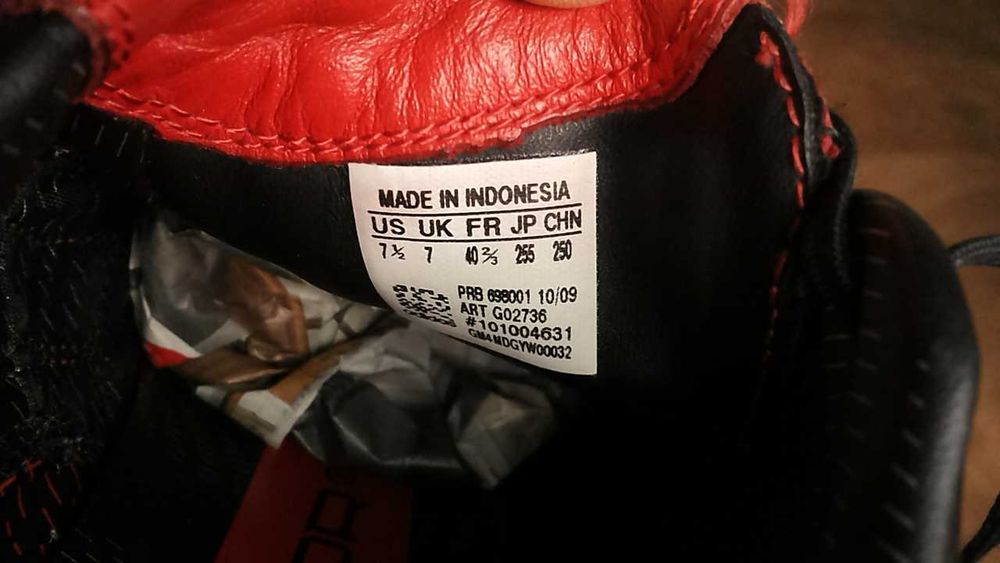 MADE IN INDONESIA
US UK FR JP CHN
7½ 7 40⅔ 255 250
PRB 698001 10/09
ART G02736
#101004631
GM4MDGYW00032